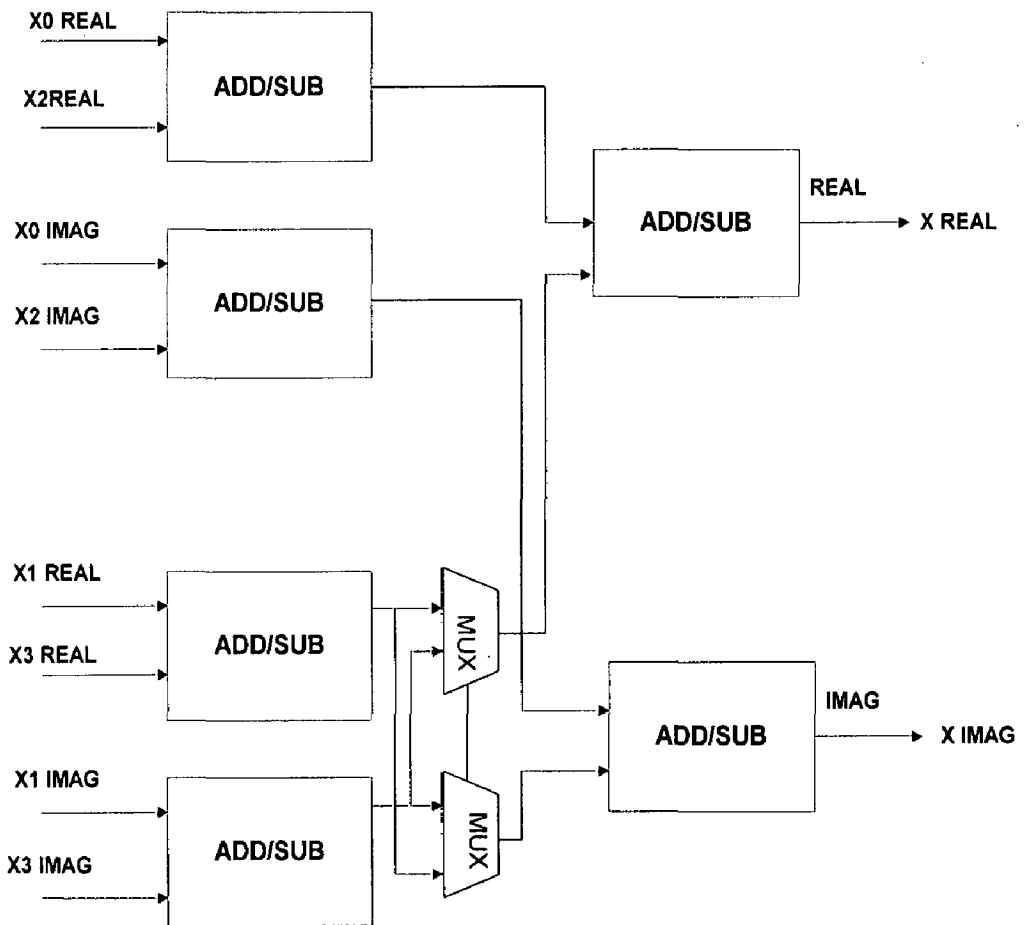 X0 REAL
ADD/SUB
X2REAL
REAL
ADD/SUB
X REAL
X0 IMAG
ADD/SUB
X2 IMAG
X1 REAL
MUX
ADD/SUB
X3 REAL
IMAG
ADD/SUB
X IMAG
X1 IMAG
MUX
ADD/SUB
X3 IMAG